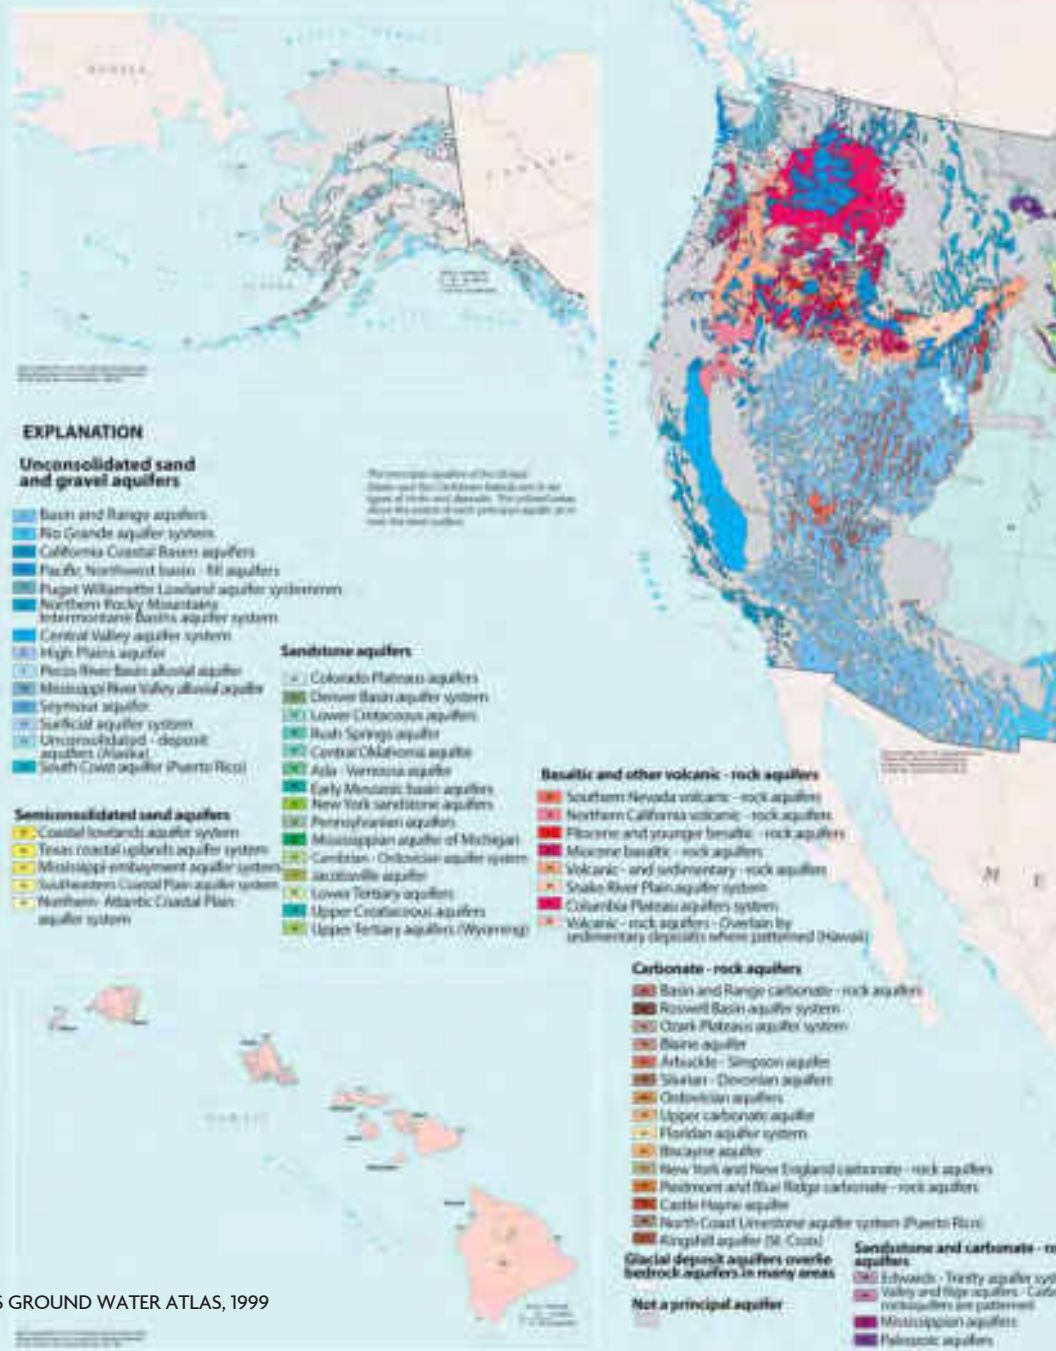 EXPLANATION
Unconsolidated sand
and gravel aquifers
Basin and Range aquifers
Rio Grande aquifer system
California Coastal Basen aquifers
Pacific Northwest basin - fill aquifers
Puget Willamette Lowland aquifer systemmm
Northern Rocky Mountains
Intermontane Basins aquifer system
Central Valley aquifer system
High Plains aquifer
Pecos River Basin alluvial aquifer
Mississippi River Valley alluvial aquifer
Seymour aquifer
Surficial aquifer system
Unconsolidated - deposit
aquifers (Alaska)
South Coast aquifer (Puerto Rico)
Semiconsolidated sand aquifers
Coastal lowlands aquifer system
Texas coastal uplands aquifer system
Mississippi embayment aquifer system
Southeastern Coastal Plain aquifer system
Northern- Atlantic Coastal Plain
aquifer system
Sandstone aquifers
Colorado Plateaus aquifers
Denver Basin aquifer system
Lower Cretaceous aquifers
Rush Springs aquifer
Central Oklahoma aquifer
Ada - Vamoosa aquifer
Early Mesozoic basin aquifers
New York sandstone aquifers
Pennsylvanian aquifers
Mississippian aquifer of Michigan
Cambrian - Ordovician aquifer system
Jacobsville aquifer
Lower Tertiary aquifers
Upper Cretaceous aquifers
Upper Tertiary aquifers (Wyoming)
Basaltic and other volcanic - rock aquifers
Southern Nevada volcanic - rock aquifers
Northern California volcanic - rock aquifers
Pliocene and younger basaltic - rock aquifers
Miocene basaltic - rock aquifers
Volcanic - and sedimentary - rock aquifers
Snake River Plain aquifer system
Columbia Plateau aquifers system
Volcanic - rock aquifers - Overlain by
sedimentary deposits where patterned (Hawaii)
Carbonate - rock aquifers
Basin and Range carbonate - rock aquifers
Roswell Basin aquifer system
Ozark Plateaus aquifer system
Blaine aquifer
Arbuckle - Simpson aquifer
Silurian - Devonian aquifers
Ordovician aquifers
Upper carbonate aquifer
Floridan aquifer system
Biscayne aquifer
New York and New England carbonate - rock aquifers
Piedmont and Blue Ridge carbonate - rock aquifers
Castle Hayne aquifer
North Coast Limestone aquifer system (Puerto Rico)
Kingshill aquifer (St. Croix)
Glacial deposit aquifers overlie
bedrock aquifers in many areas
Not a principal aquifer
Sandstone and carbonate - ro
aquifers
Edwards - Trinity aquifer sys
Valley and
aquifers - Carb
are patterned
Mississippian aquifers
Paleozoic aquifers
M E
S GROUND WATER ATLAS, 1999